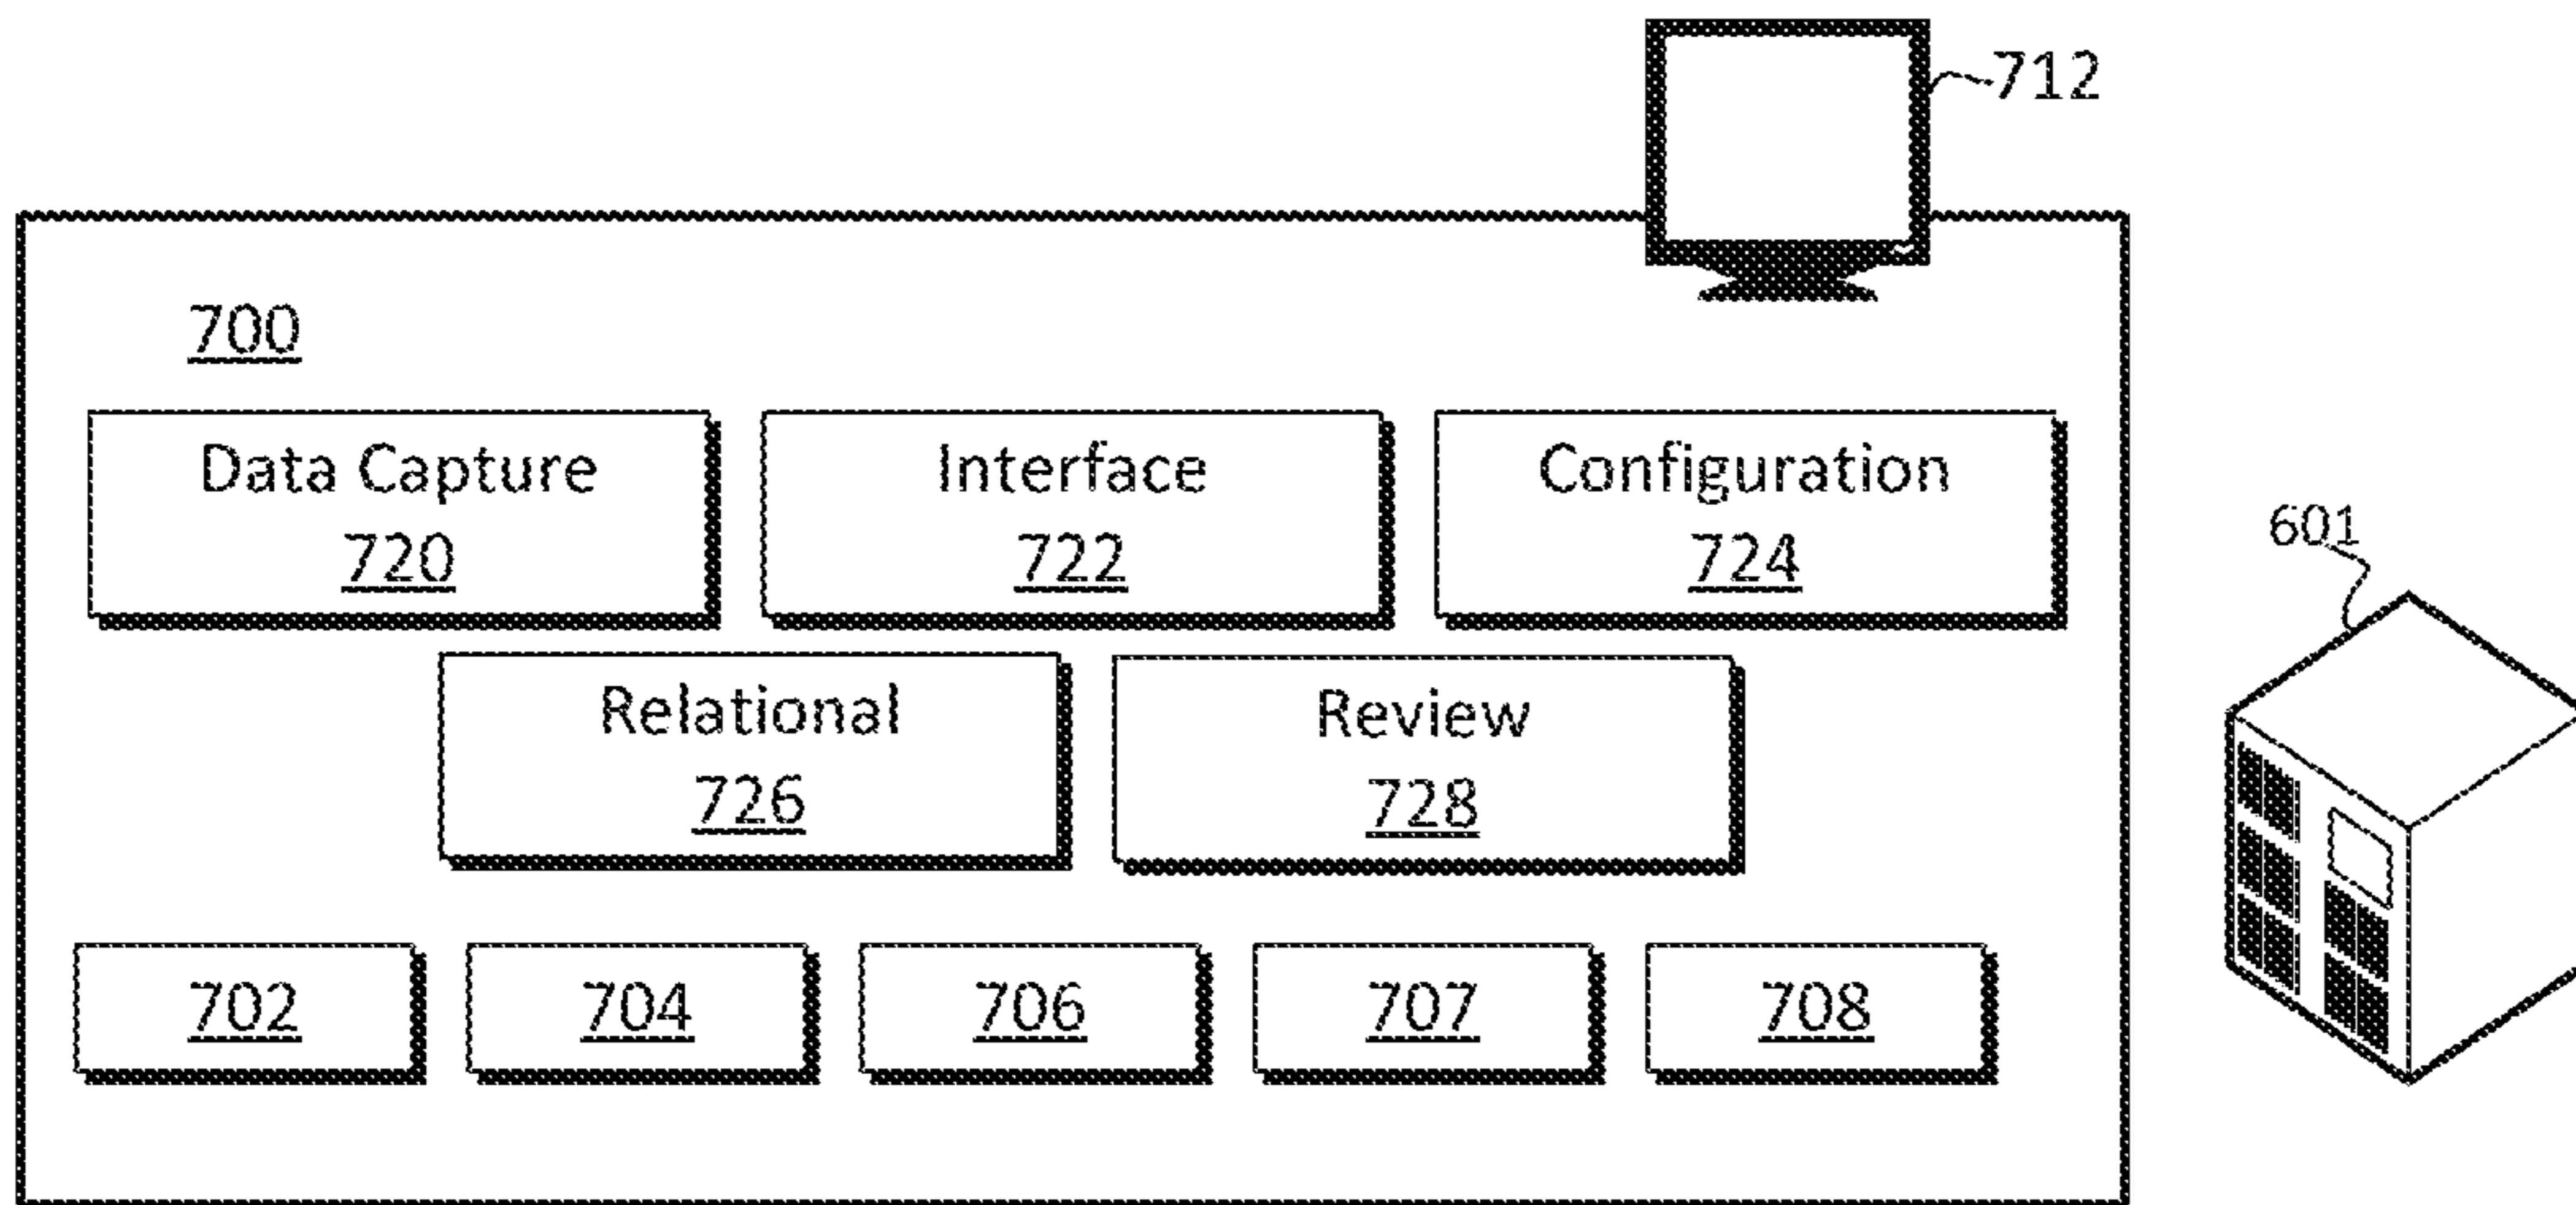 712
700
Data Capture
720
Interface
722
Configuration
724
601
Relational
726
Review
728
702
704
706
707
708